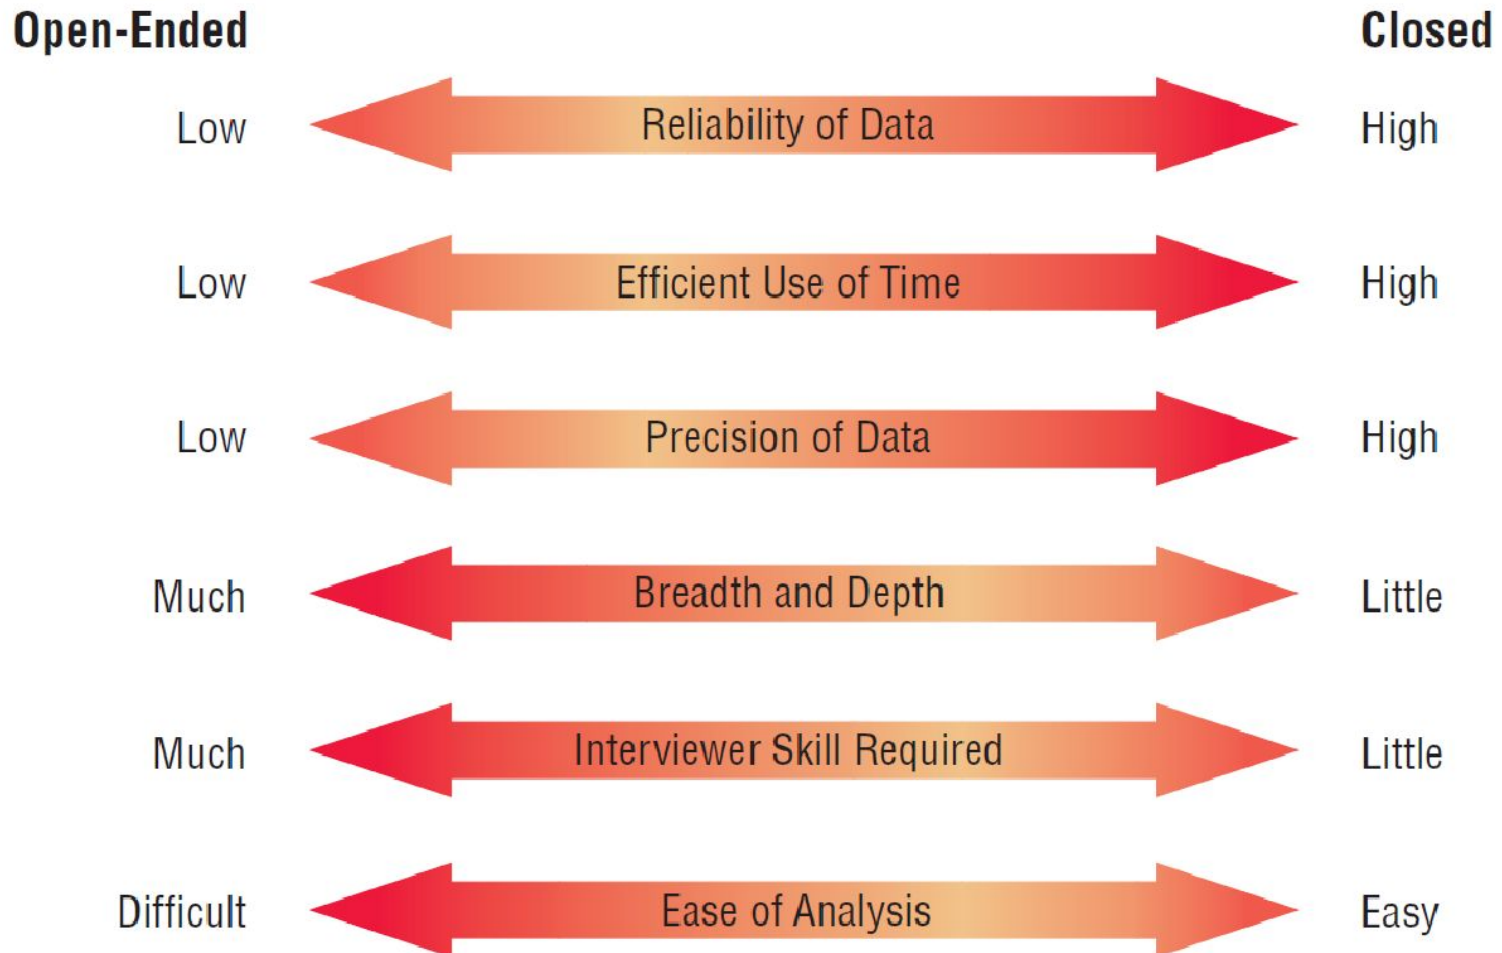 Open-Ended Closed
Low Reliability of Data High
Low Efficient Use of Time High
Low Precision of Data High
Much Breadth and Depth Little
Much Interviewer Skill Required Little
Difficult Ease of Analysis Easy